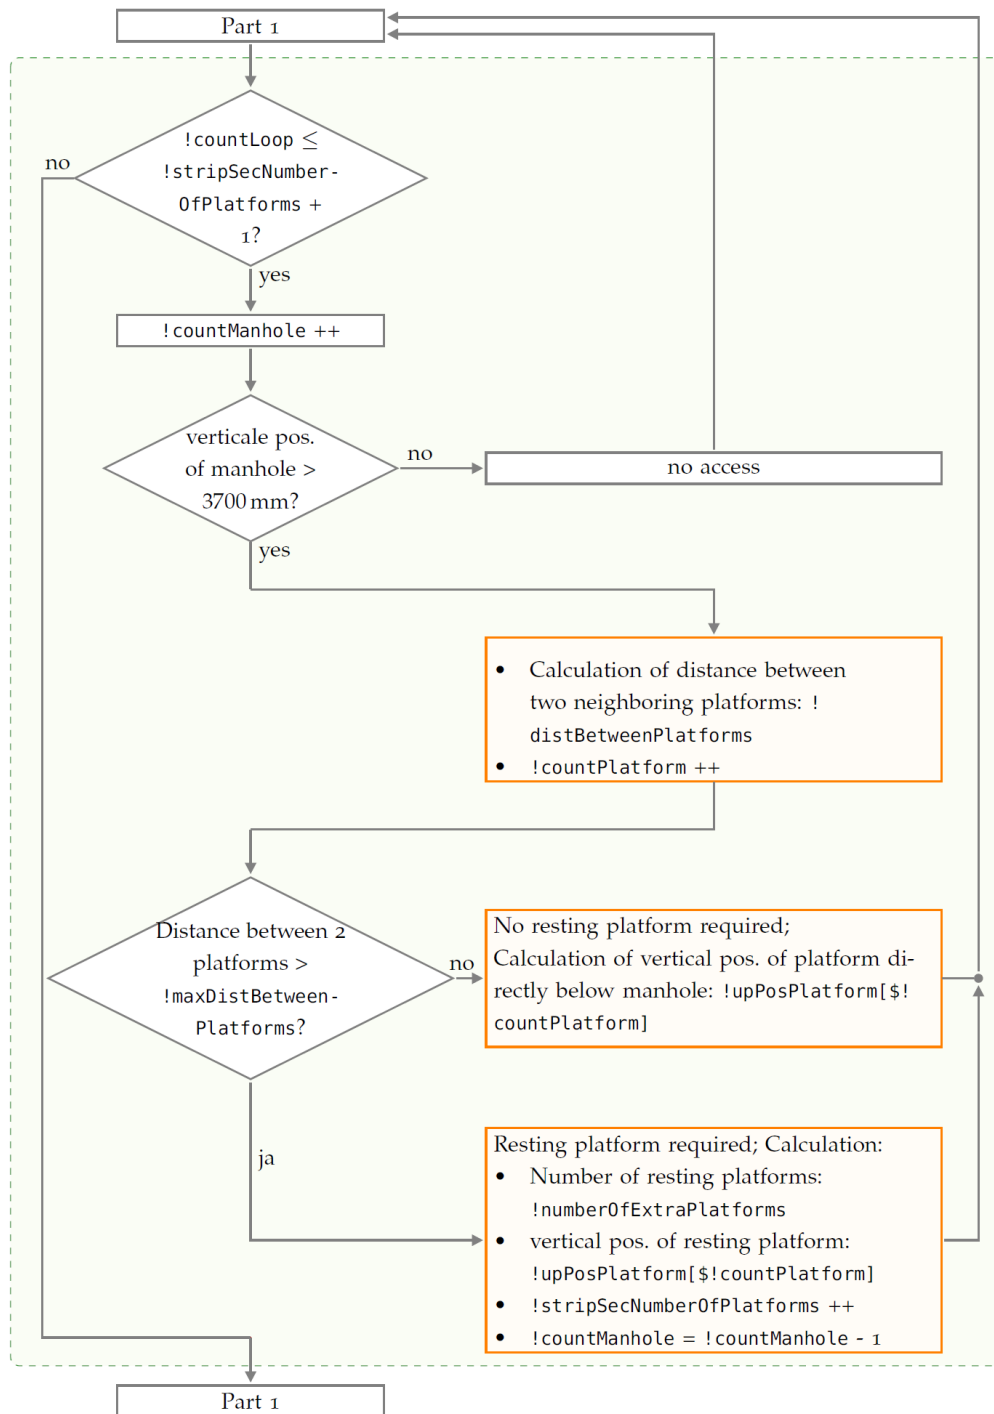 Part 1
!countLoop ≤
!stripSecNumber-
OfPlatforms +
1?
no
yes
!countManhole ++
verticale pos.
of manhole >
3700 mm?
no
no access
yes
• Calculation of distance between
two neighboring platforms: !
distBetweenPlatforms
• !countPlatform ++
Distance between 2
platforms >
!maxDistBetween-
Platforms?
no
No resting platform required;
Calculation of vertical pos. of platform di-
rectly below manhole: !upPosPlatform[$!
countPlatform]
ja
Resting platform required; Calculation:
• Number of resting platforms:
!numberOfExtraPlatforms
• vertical pos. of resting platform:
!upPosPlatform[$!countPlatform]
• !stripSecNumberOfPlatforms ++
• !countManhole = !countManhole - 1
Part 1